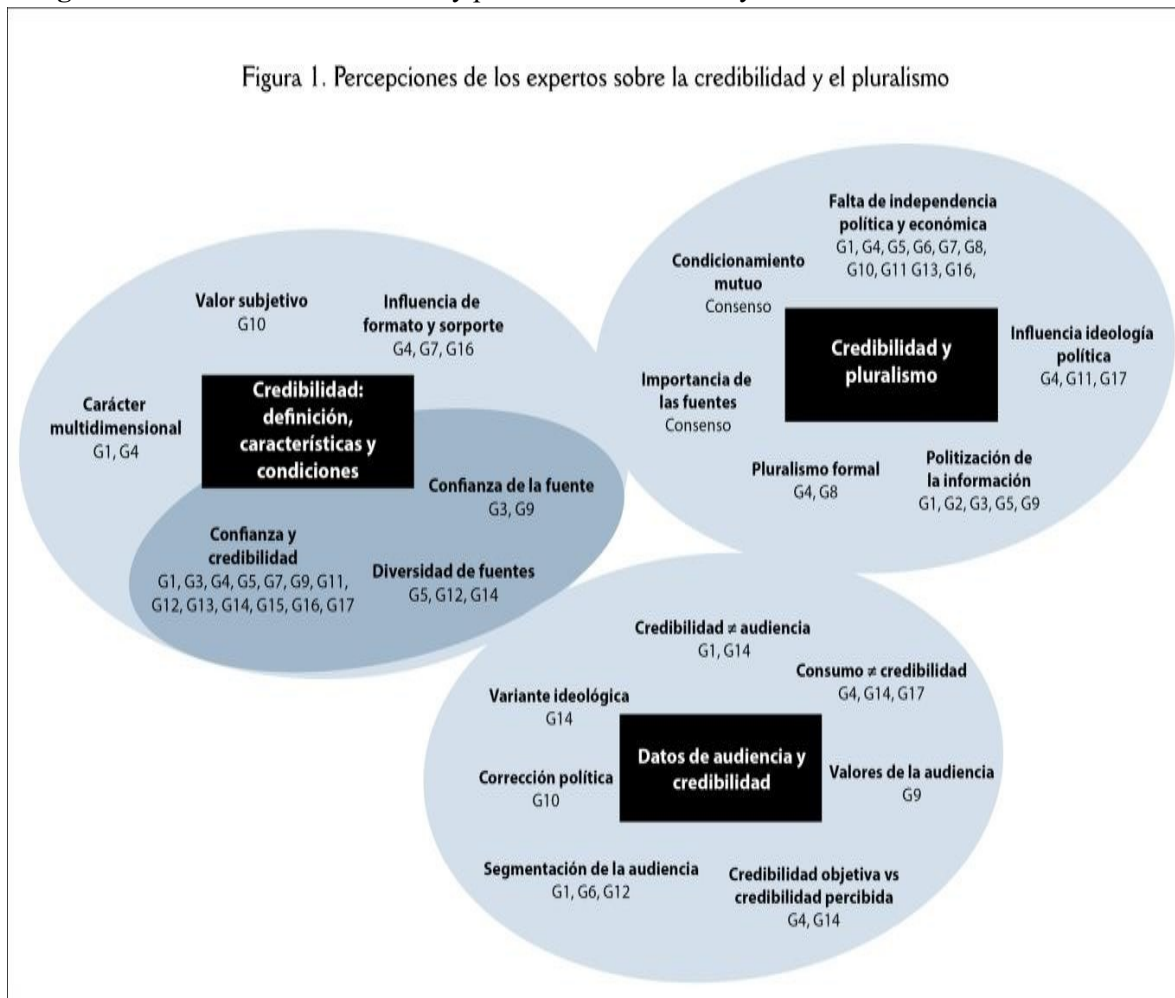 Figura 1. Percepciones de los expertos sobre la credibilidad y el pluralismo
Valor subjetivo
G10
Influencia de
formato y sorporte
G4, G7, G16
Carácter
multidimensional
G1, G4
Credibilidad:
definición,
características y
condiciones
Confianza de la fuente
G3, G9
Confianza y
credibilidad
G1, G3, G4, G5, G7, G9, G11,
G12, G13, G14, G15, G16, G17
Diversidad de fuentes
G5, G12, G14
Falta de independencia
política y económica
G1, G4, G5, G6, G7, G8,
G10, G11 G13, G16,
Condicionamiento
mutuo
Consenso
Credibilidad y
pluralismo
Influencia ideología
política
G4, G11, G17
Importancia de
las fuentes
Consenso
Pluralismo formal
G4, G8
Politización de
la información
G1, G2, G3, G5, G9
Credibilidad ≠ audiencia
G1, G14
Consumo ≠ credibilidad
G4, G14, G17
Variante ideológica
G14
Datos de audiencia y
credibilidad
Corrección política
G10
Valores de la audiencia
G9
Segmentación de la audiencia
G1, G6, G12
Credibilidad objetiva vs
credibilidad percibida
G4, G14